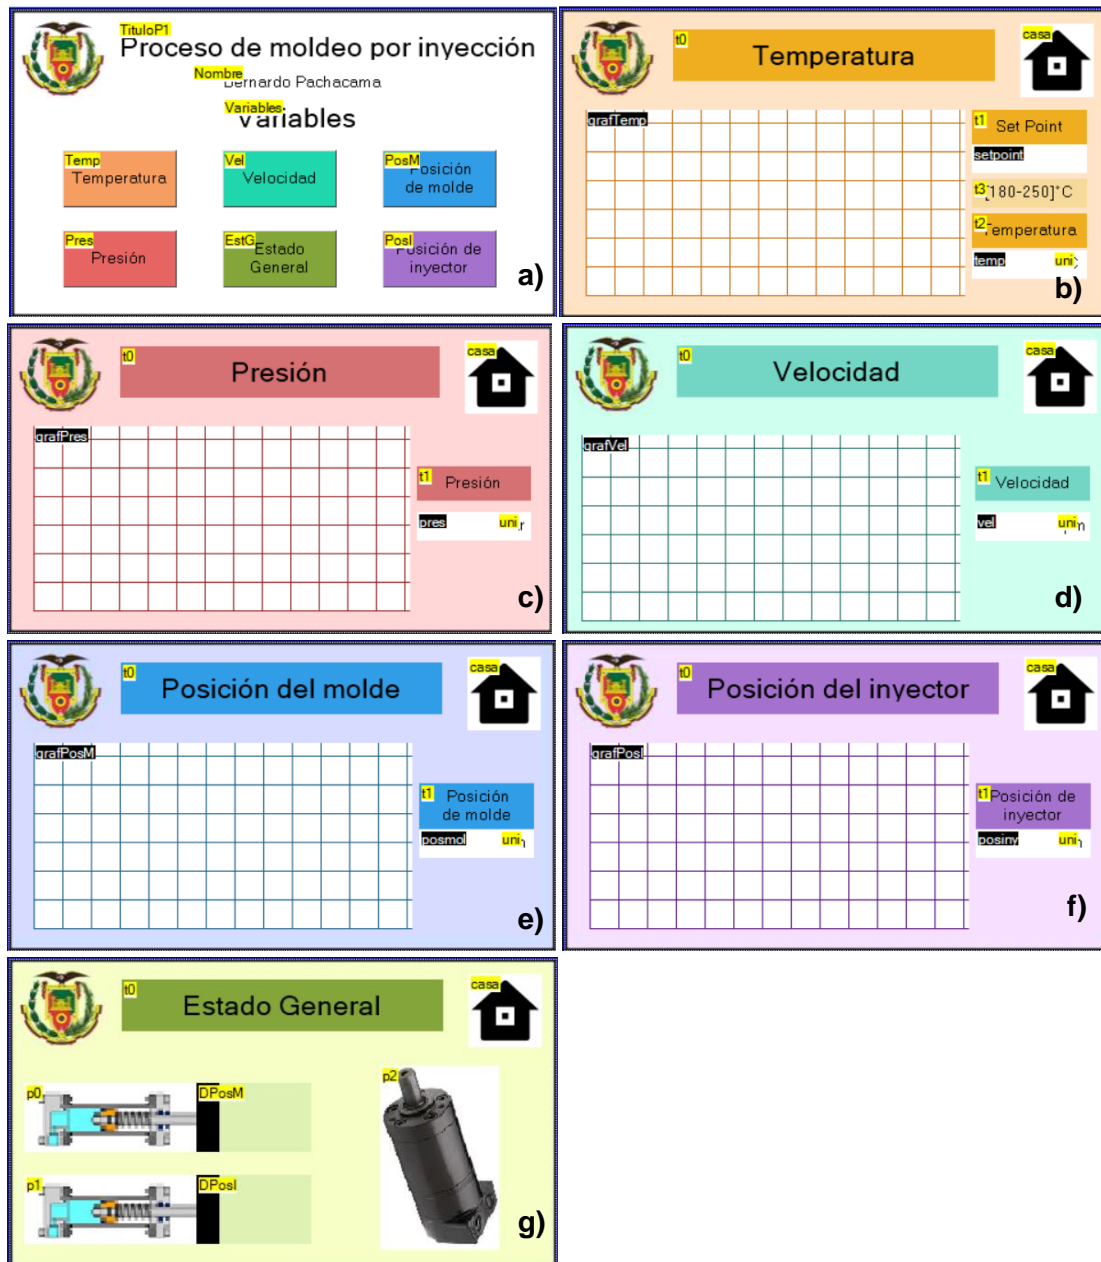 TituloP1
Proceso de moldeo por inyección
Nombre
Bernardo Pachacama
Variables
Variables
Temp
Temperatura
Vel
Velocidad
PosM
Posición
de molde
Pres
Presión
EstG
Estado
General
PosI
Posición de
inyector
a)
t0
Temperatura
casa
grafTemp
t1
Set Point
setpoint
t3
[180-250]°C
t2
Temperatura
temp
uni
b)
t0
Presión
casa
grafPres
t1
Presión
pres
uni
c)
t0
Velocidad
casa
grafVel
t1
Velocidad
vel
uni
d)
t0
Posición del molde
casa
grafPosM
t1
Posición
de molde
posmol
uni
e)
t0
Posición del inyector
casa
grafPosI
t1
Posición de
inyector
posiny
uni
f)
t0
Estado General
casa
p0
DPosM
p2
p1
DPosI
g)